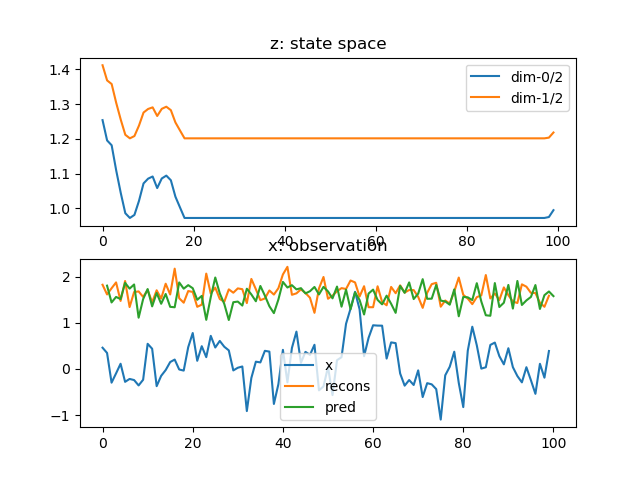 z: state space
1.4
1.3
1.2
1.1
1.0
dim-0/2
dim-1/2
0 20 40 60 80 100
x: observation
2
1
0
−1
x
recons
pred
0 20 40 60 80 100